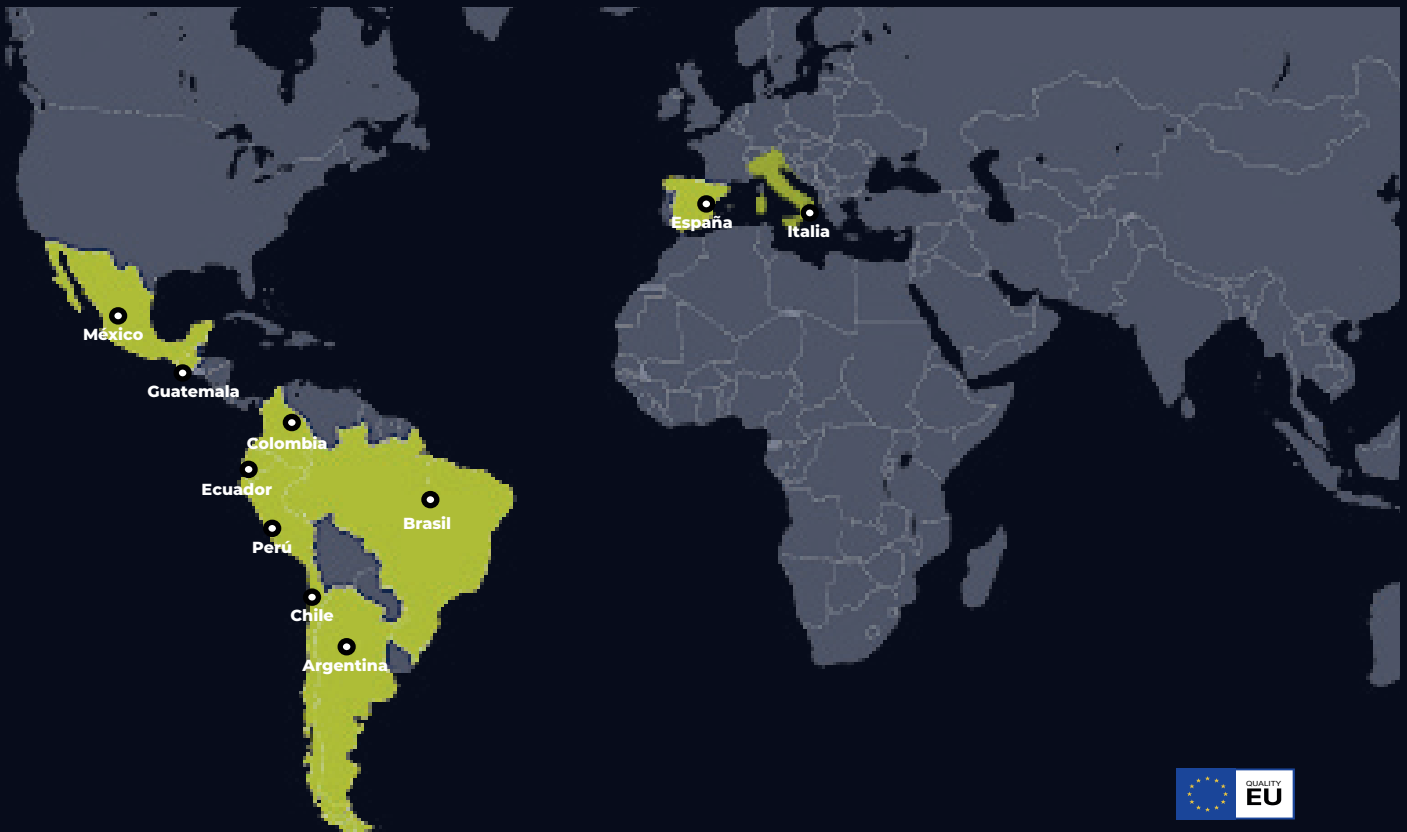 España
Italia
México
Guatemala
Colombia
Ecuador
Brasil
Perú
Chile
Argentina
QUALITY
EU